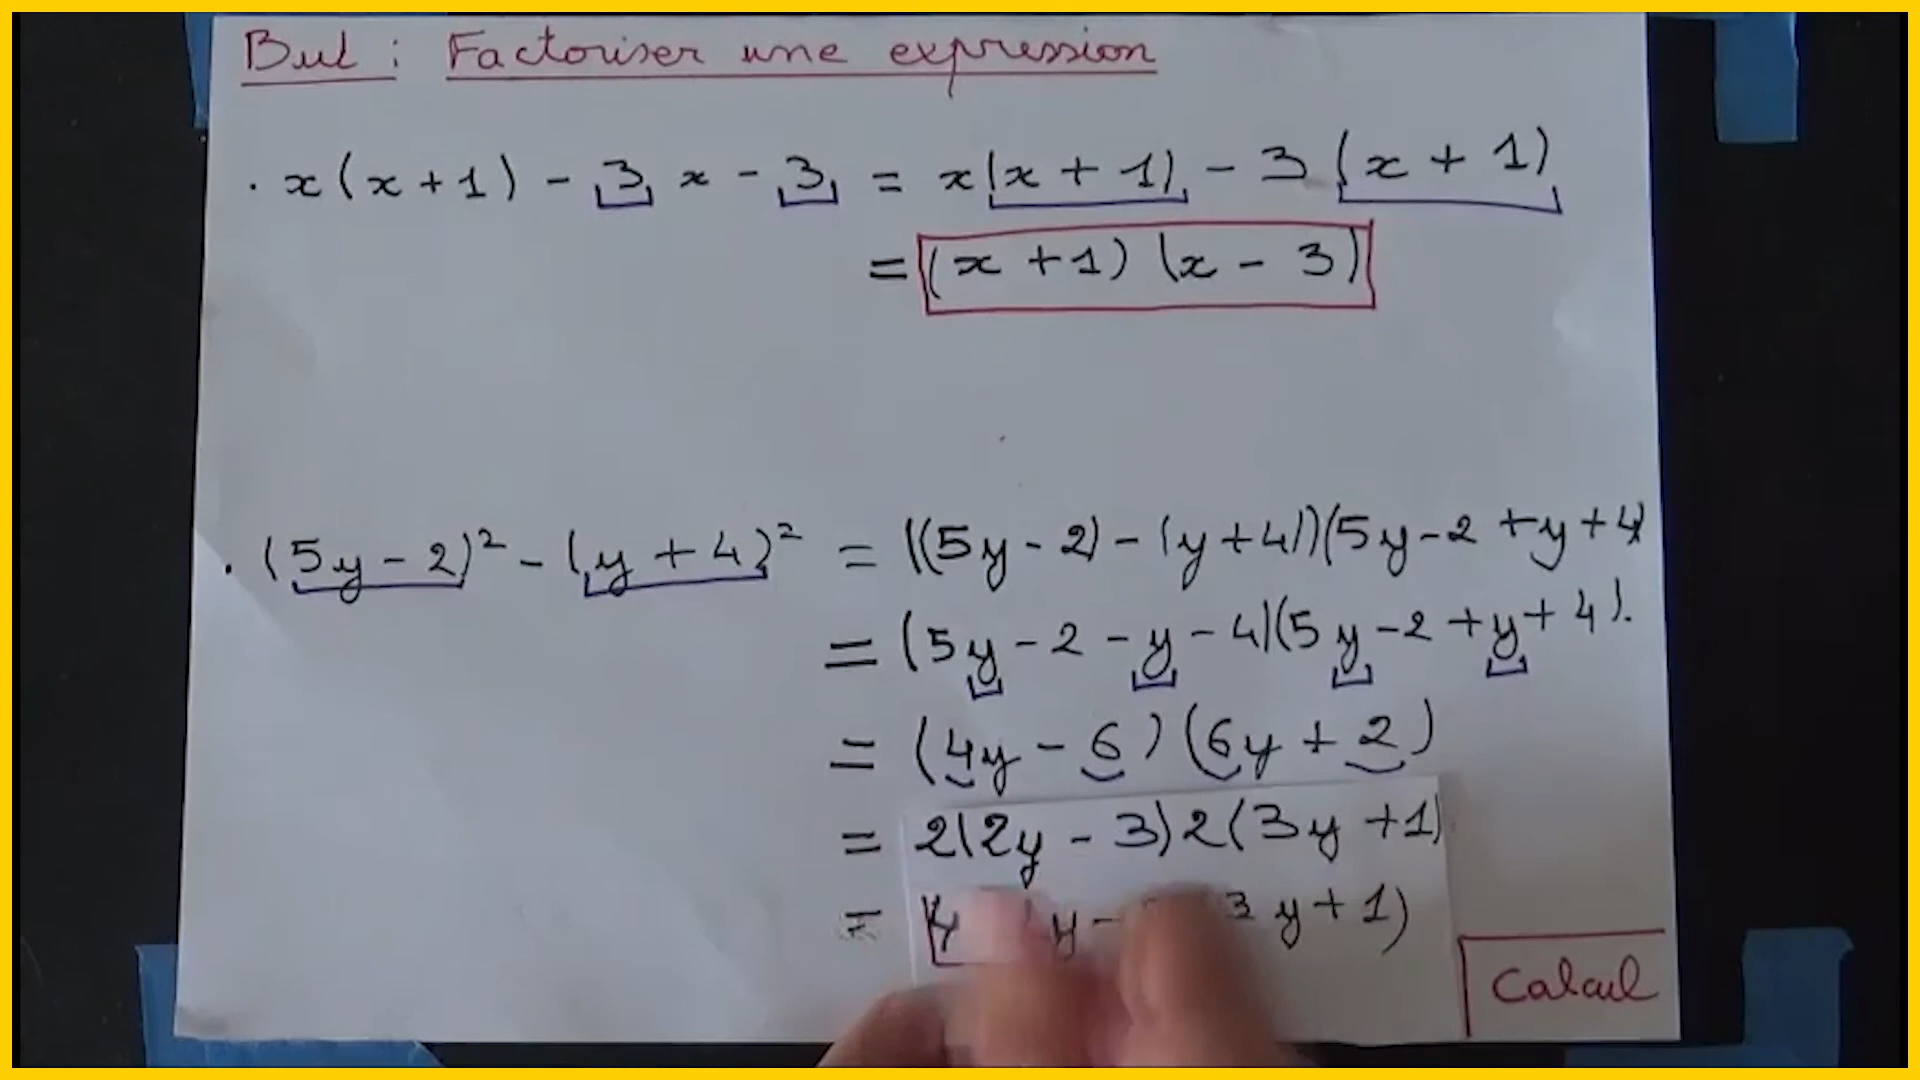 But : Factoriser une expression
. x(x+1) - 3x - 3 = x(x+1) - 3(x+1)
= (x+1)(x-3)
. (5y-2)² - (y+4)² = ((5y-2)-(y+4))(5y-2+y+4)
= (5y-2-y-4)(5y-2+y+4).
= (4y-6)(6y+2)
= 2(2y-3)2(3y+1)
= 4 y- 3y+1)
Calcul